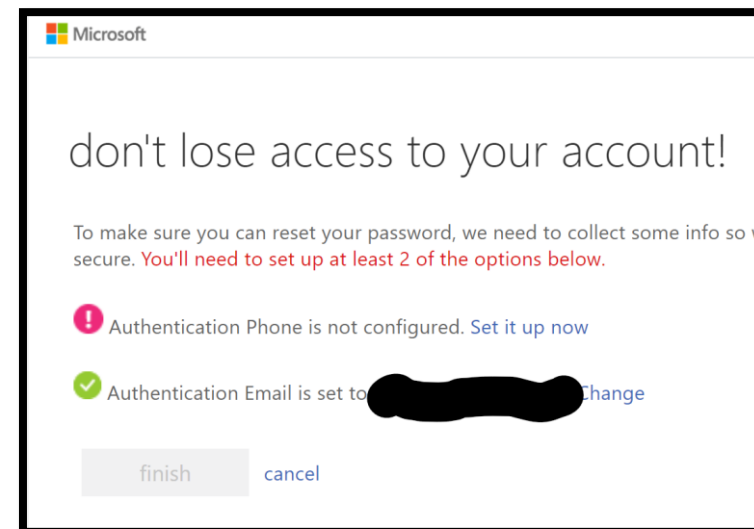 Microsoft
don't lose access to your account!
To make sure you can reset your password, we need to collect some info so
secure. You'll need to set up at least 2 of the options below.
Authentication Phone is not configured. Set it up now
Authentication Email is set to Change
finish cancel